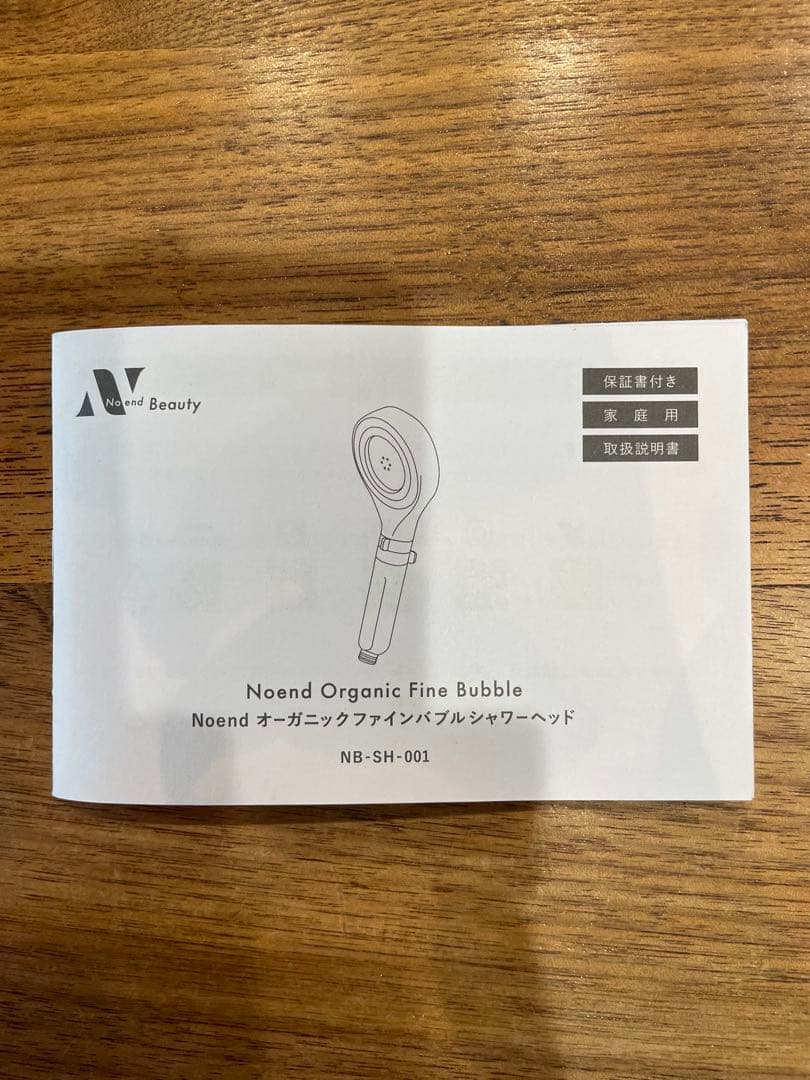 Noend Beauty
保証書付き
家庭用
取扱説明書
Noend Organic Fine Bubble
Noend オーガニックファインバブルシャワーヘッド
NB-SH-001